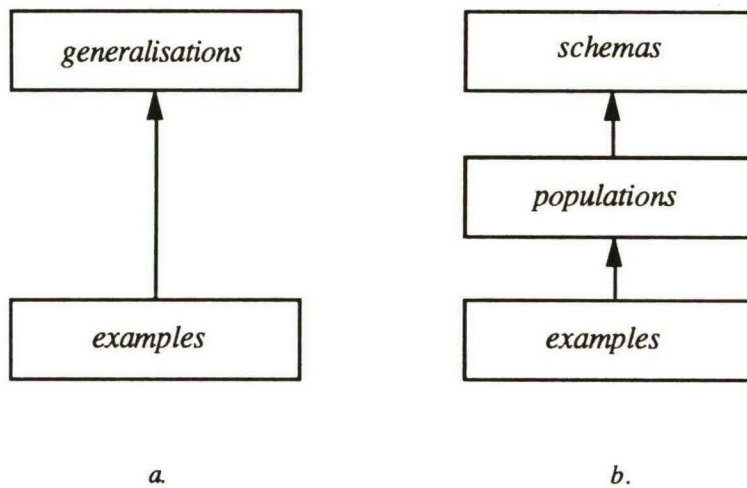 generalisations
examples
a.
schemas
populations
examples
b.